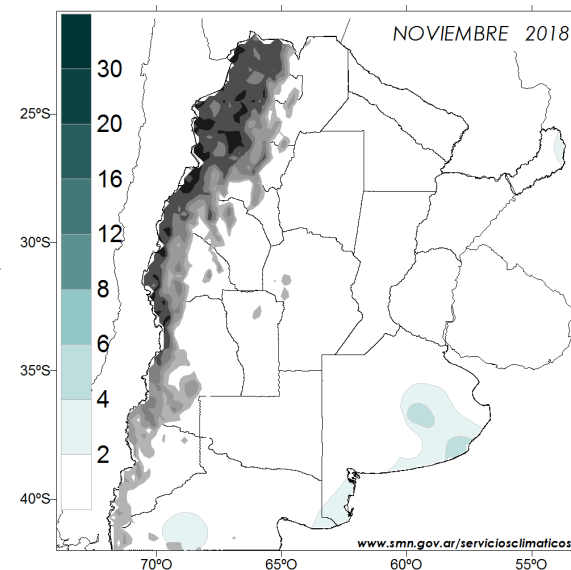 NOVIEMBRE 2018
30
20
16
12
8
6
4
2
25ºS
30ºS
35ºS
40ºS
70ºO
65ºO
60ºO
55ºO
www.smn.gov.ar/serviciosclimaticos